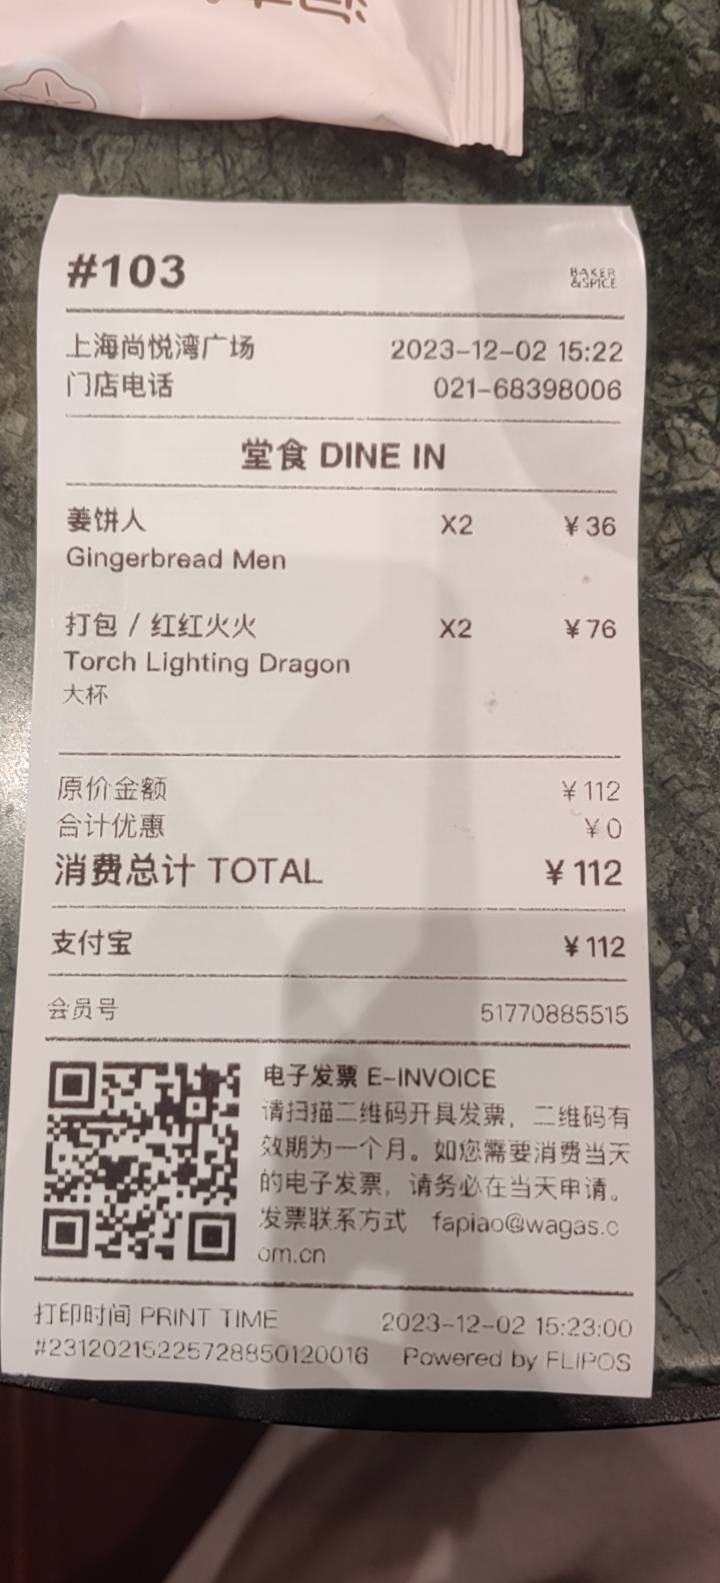 #103
BAKER
&SPICE
上海尚悦湾广场 2023-12-02 15:22
门店电话 021-68398006
堂食 DINE IN
姜饼人 X2 ¥36
Gingerbread Men
打包 / 红红火火 X2 ¥76
Torch Lighting Dragon
大杯
原价金额 ¥112
合计优惠 ¥0
消费总计 TOTAL ¥112
支付宝 ¥112
会员号 51770885515
电子发票 E-INVOICE
请扫描二维码开具发票，二维码有
效期为一个月。如您需要消费当天
的电子发票，请务必在当天申请。
发票联系方式 fapiao@wagas.c
om.cn
打印时间 PRINT TIME 2023-12-02 15:23:00
#23120215225728850120016 Powered by FLIPOS